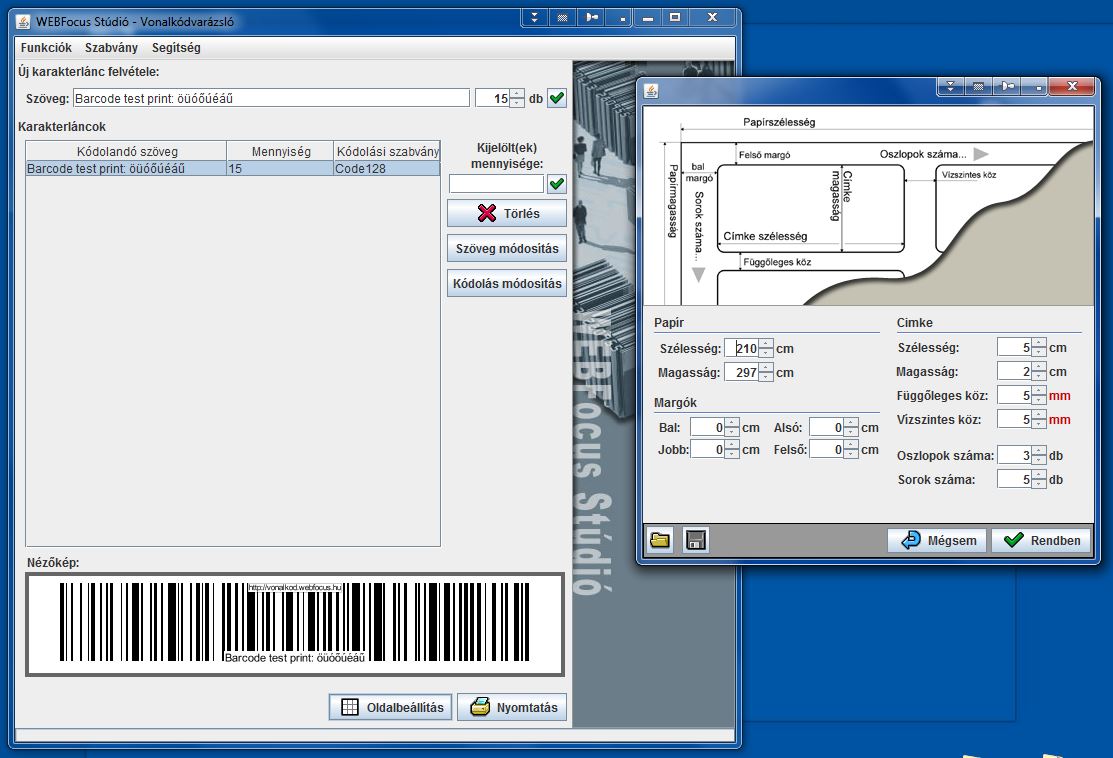 WEBFocus Stúdió - Vonalkódvarázsló
Funkciók Szabvány Segítség
Új karakterlánc felvétele:
Szöveg: Barcode test print: öüóőúéáű 15 db
Karakterláncok
Kódolandó szöveg Mennyiség Kódolási szabvány
Barcode test print: öüóőúéáű 15 Code128
Kijelölt(ek)
mennyisége:
Törlés
Szöveg módosítás
Kódolás módosítás
WEBFocus Stúdió
Nézőkép:
http://vonalkod.webfocus.hu
Barcode test print: öüóőúéáű
Oldalbeállítás Nyomtatás
Papírszélesség
Felső margó Oszlopok száma...
bal
margó
Vízszintes köz
Papírmagasság
Sorok száma...
Címke
magasság
Címke szélesség
Függőleges köz
Papír
Szélesség: 210 cm
Magasság: 297 cm
Margók
Bal: 0 cm Alsó: 0 cm
Jobb: 0 cm Felső: 0 cm
Cimke
Szélesség: 5 cm
Magasság: 2 cm
Függőleges köz: 5 mm
Vízszintes köz: 5 mm
Oszlopok száma: 3 db
Sorok száma: 5 db
Mégsem Rendben